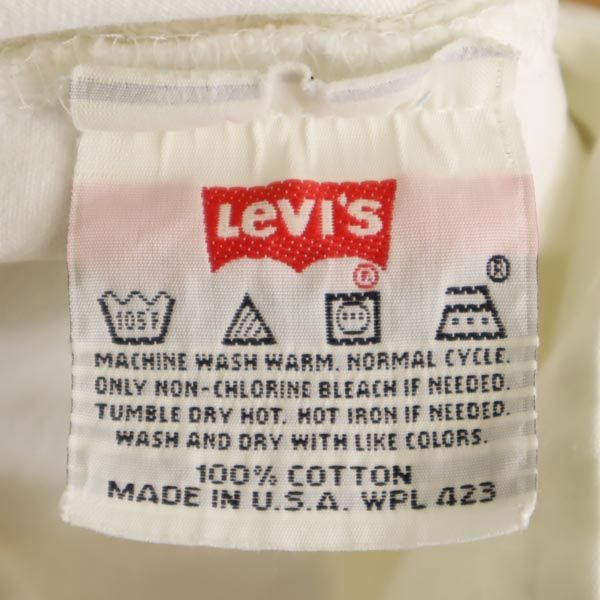 Levi's
®
®
105F
MACHINE WASH WARM. NORMAL CYCLE.
ONLY NON-CHLORINE BLEACH IF NEEDED.
TUMBLE DRY HOT. HOT IRON IF NEEDED.
WASH AND DRY WITH LIKE COLORS.
100% COTTON
MADE IN U.S.A. WPL 423